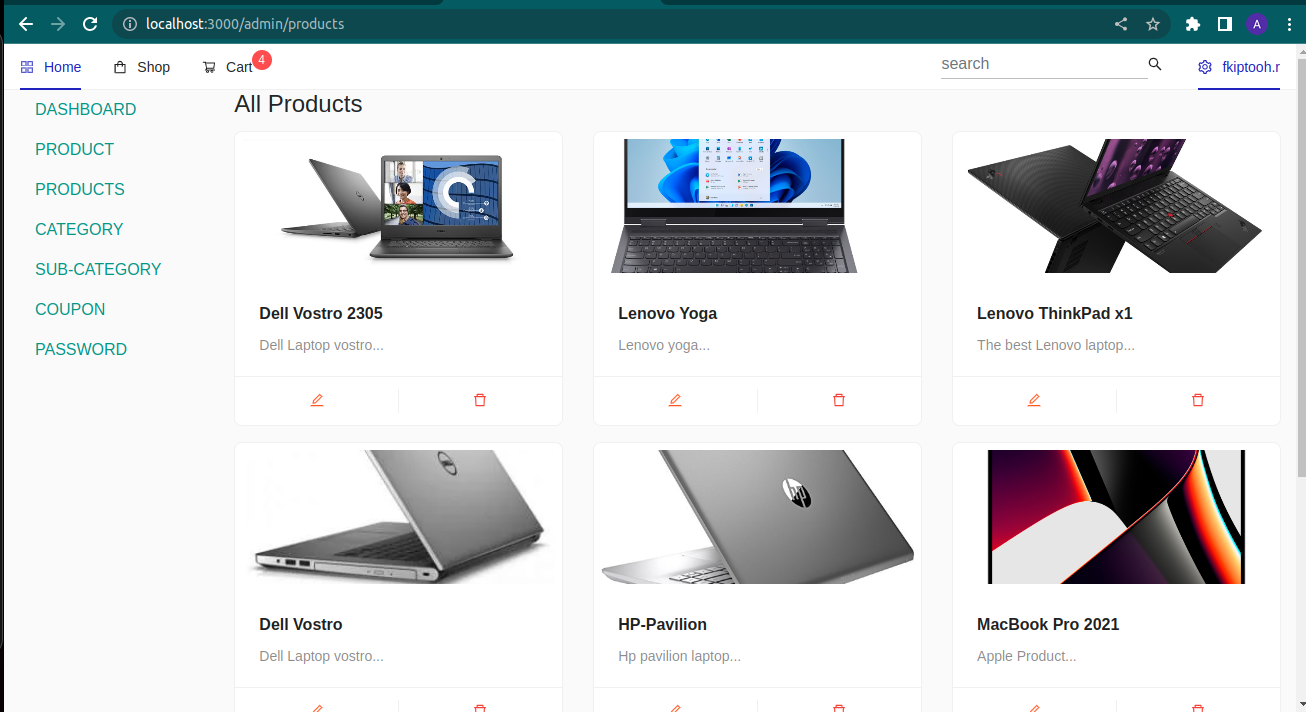 localhost:3000/admin/products
A
Home
Shop
Cart
4
search
fkiptooh.r
DASHBOARD
PRODUCT
PRODUCTS
CATEGORY
SUB-CATEGORY
COUPON
PASSWORD
All Products
Dell Vostro 2305
Dell Laptop vostro...
Lenovo Yoga
Lenovo yoga...
Lenovo ThinkPad x1
The best Lenovo laptop...
hp
Dell Vostro
Dell Laptop vostro...
HP-Pavilion
Hp pavilion laptop...
MacBook Pro 2021
Apple Product...